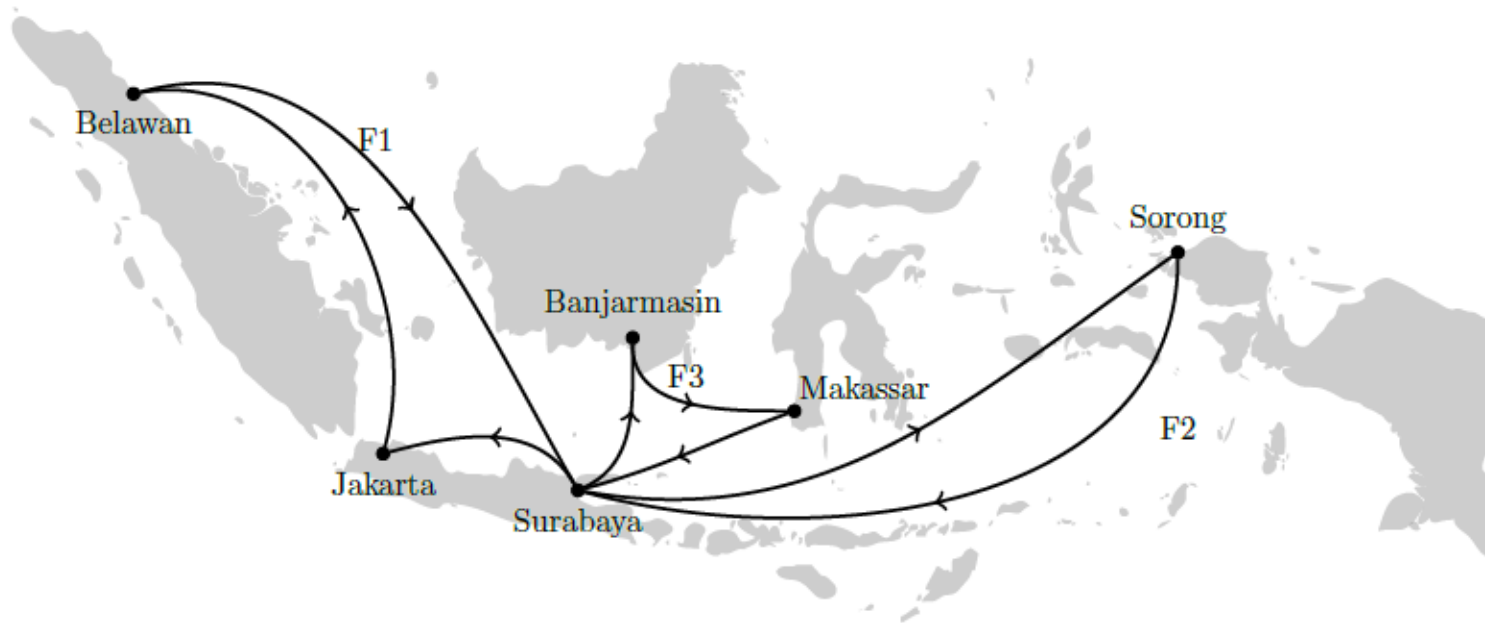 Belawan
F1
Sorong
Banjarmasin
F3
Makassar
F2
Jakarta
Surabaya